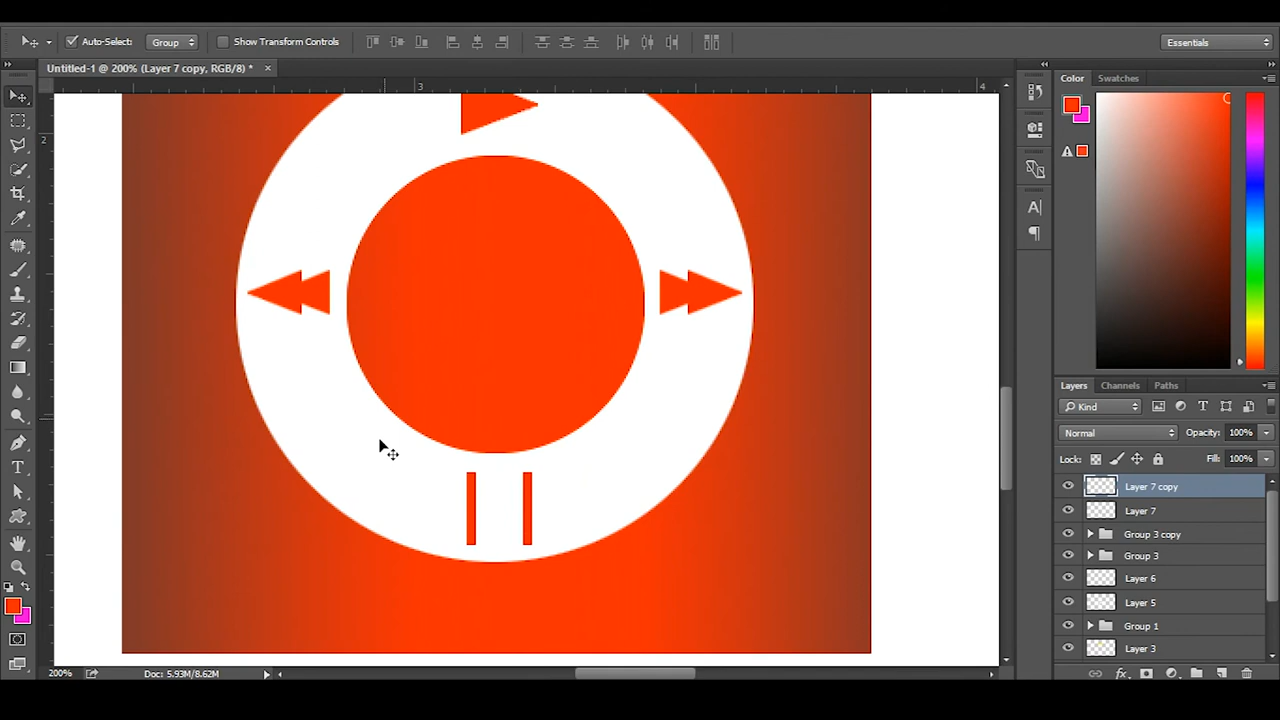 Auto-Select: Group Show Transform Controls Essentials
Untitled-1 @ 200% (Layer 7 copy, RGB/8) * ×
Color Swatches
3 4
2
A|
Layers Channels Paths
Kind T
Normal Opacity: 100%
Lock: Fill: 100%
Layer 7 copy
Layer 7
Group 3 copy
Group 3
Layer 6
Layer 5
Group 1
Layer 3
T
200% Doc: 5.93M/8.62M fx